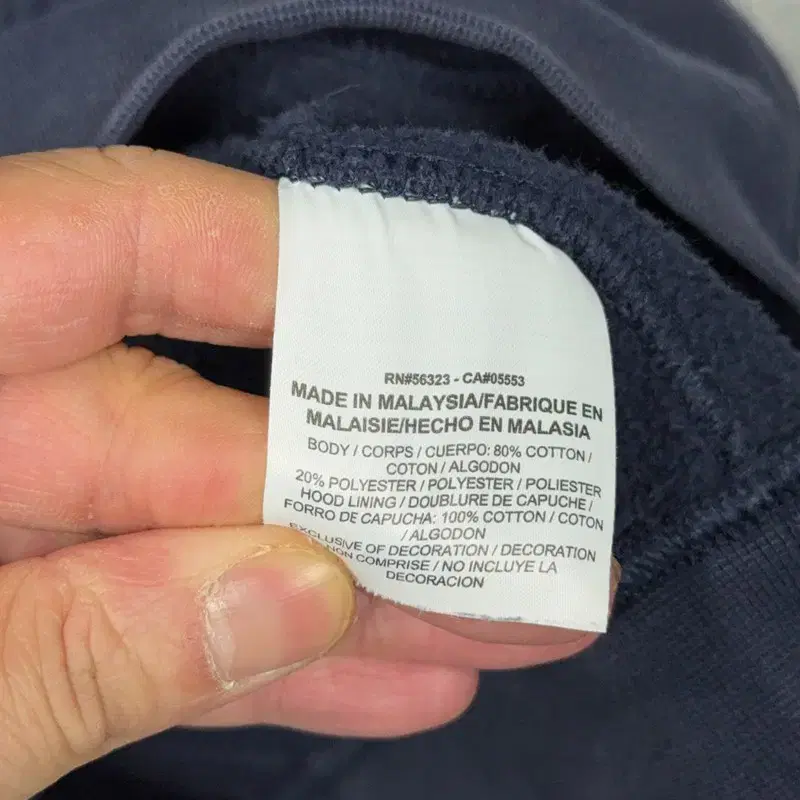 RN#56323 - CA#05553
MADE IN MALAYSIA/FABRIQUE EN
MALAISIE/HECHO EN MALASIA
BODY / CORPS / CUERPO: 80% COTTON /
COTON / ALGODON
20% POLYESTER / POLYESTER / POLIESTER
HOOD LINING / DOUBLURE DE CAPUCHE /
FORRO DE CAPUCHA: 100% COTTON / COTON
/ ALGODON
EXCLUSIVE OF DECORATION / DECORATION
NON COMPRISE / NO INCLUYE LA
DECORACION